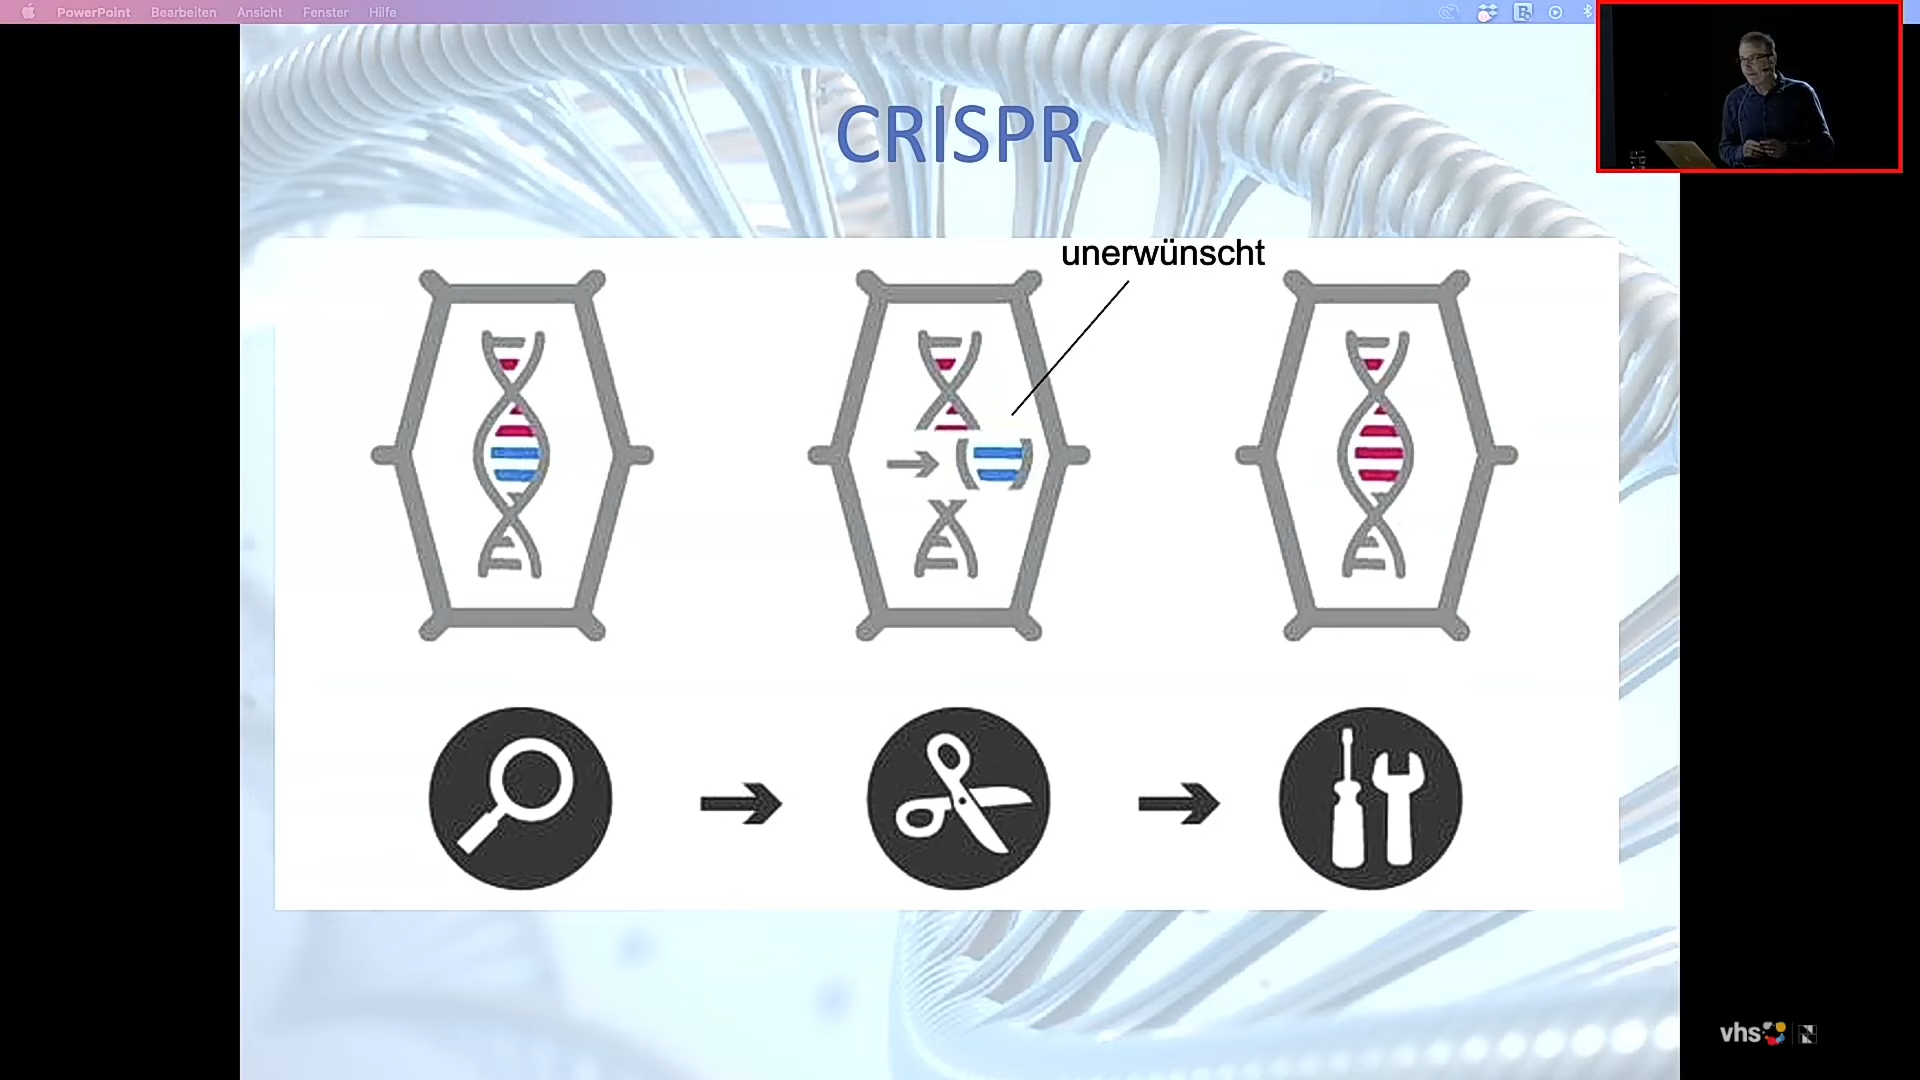 PowerPoint Bearbeiten Ansicht Fenster Hilfe
CRISPR
unerwünscht
vhs